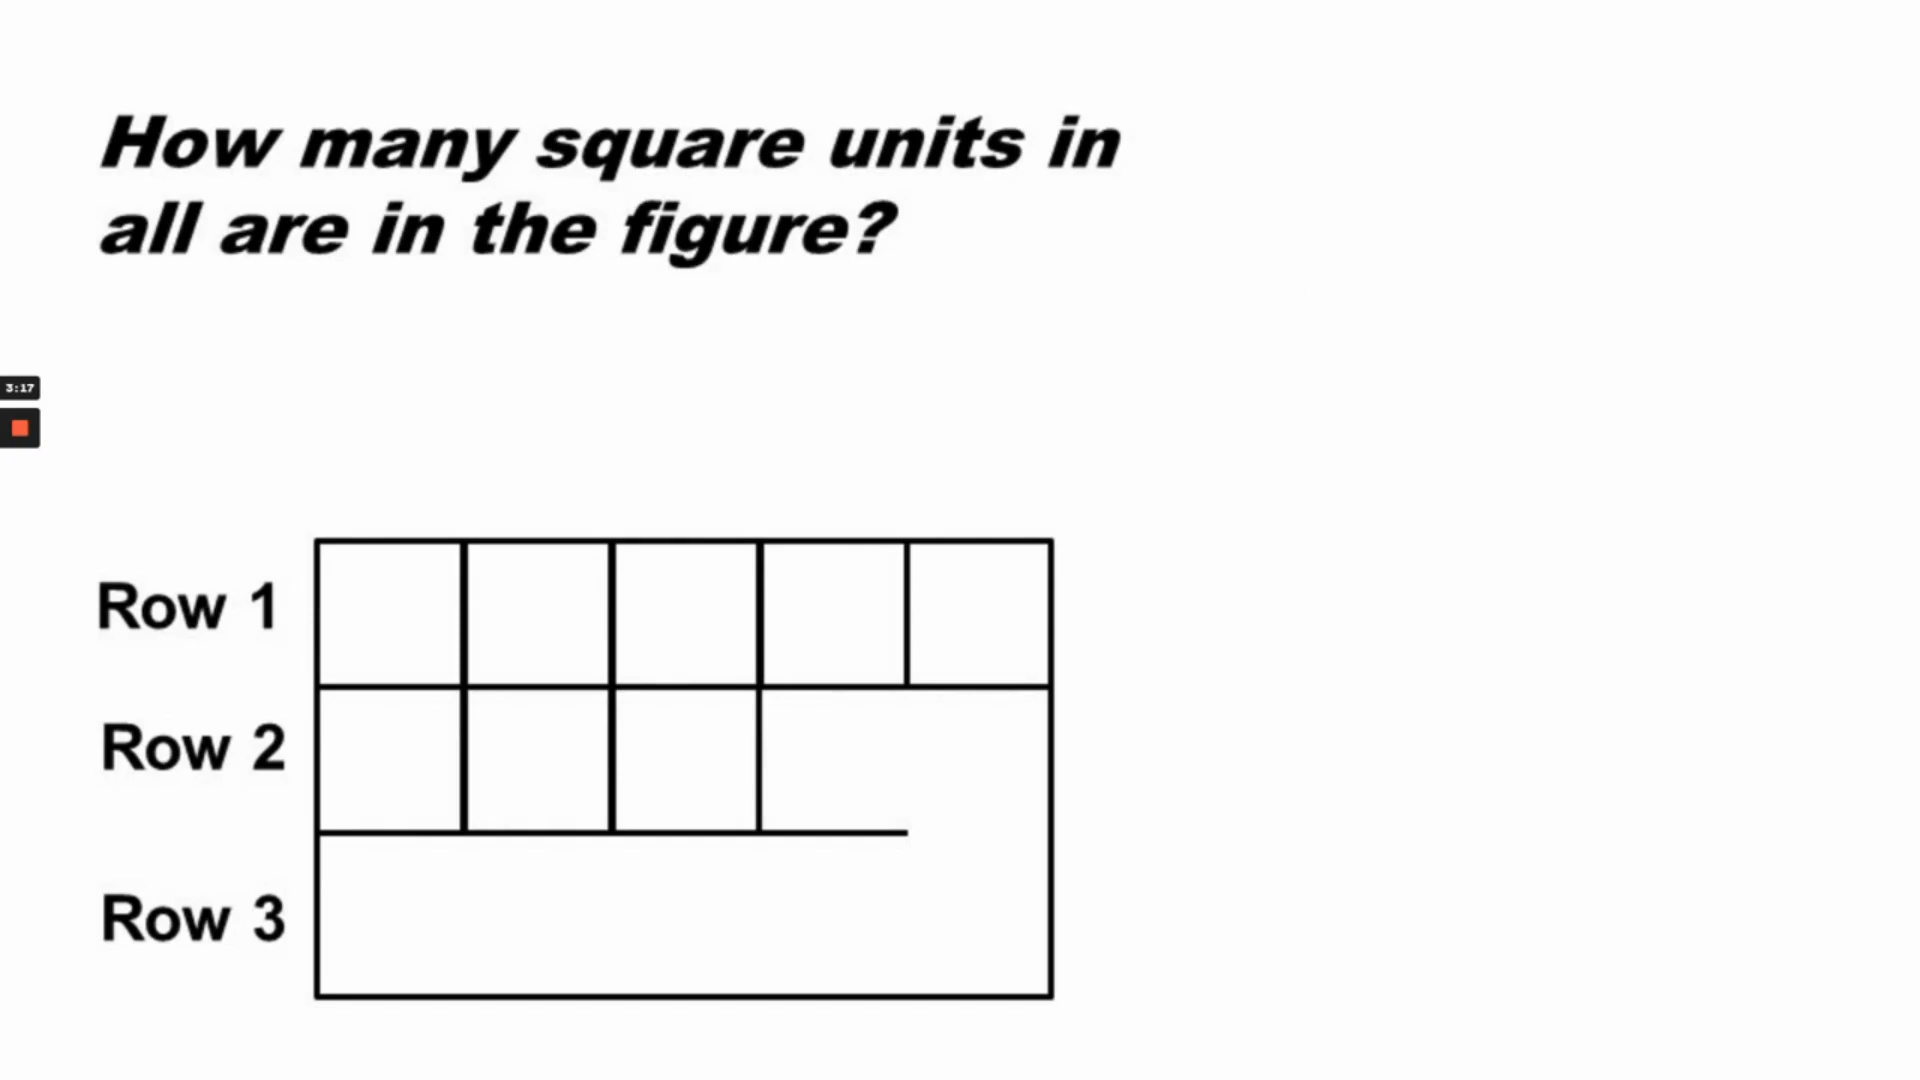 How many square units in
all are in the figure?
3:17
Row 1
Row 2
Row 3